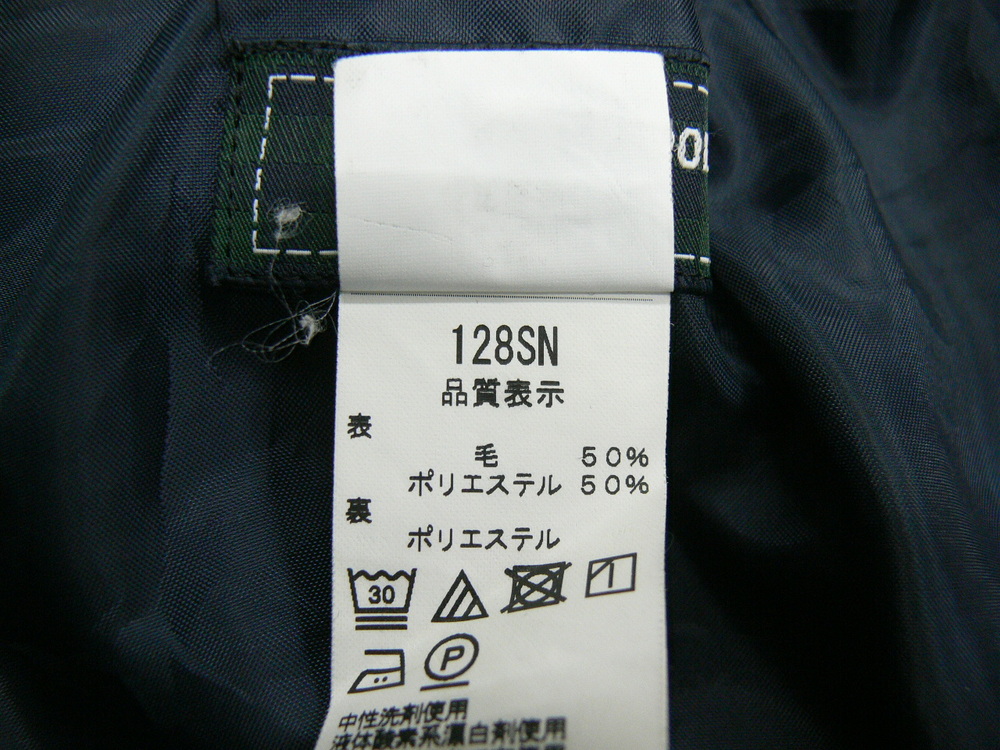 128SN
品質表示
表
毛 50%
ポリエステル 50%
裏
ポリエステル
30
P
中性洗剤使用
液体酸素系漂白剤使用